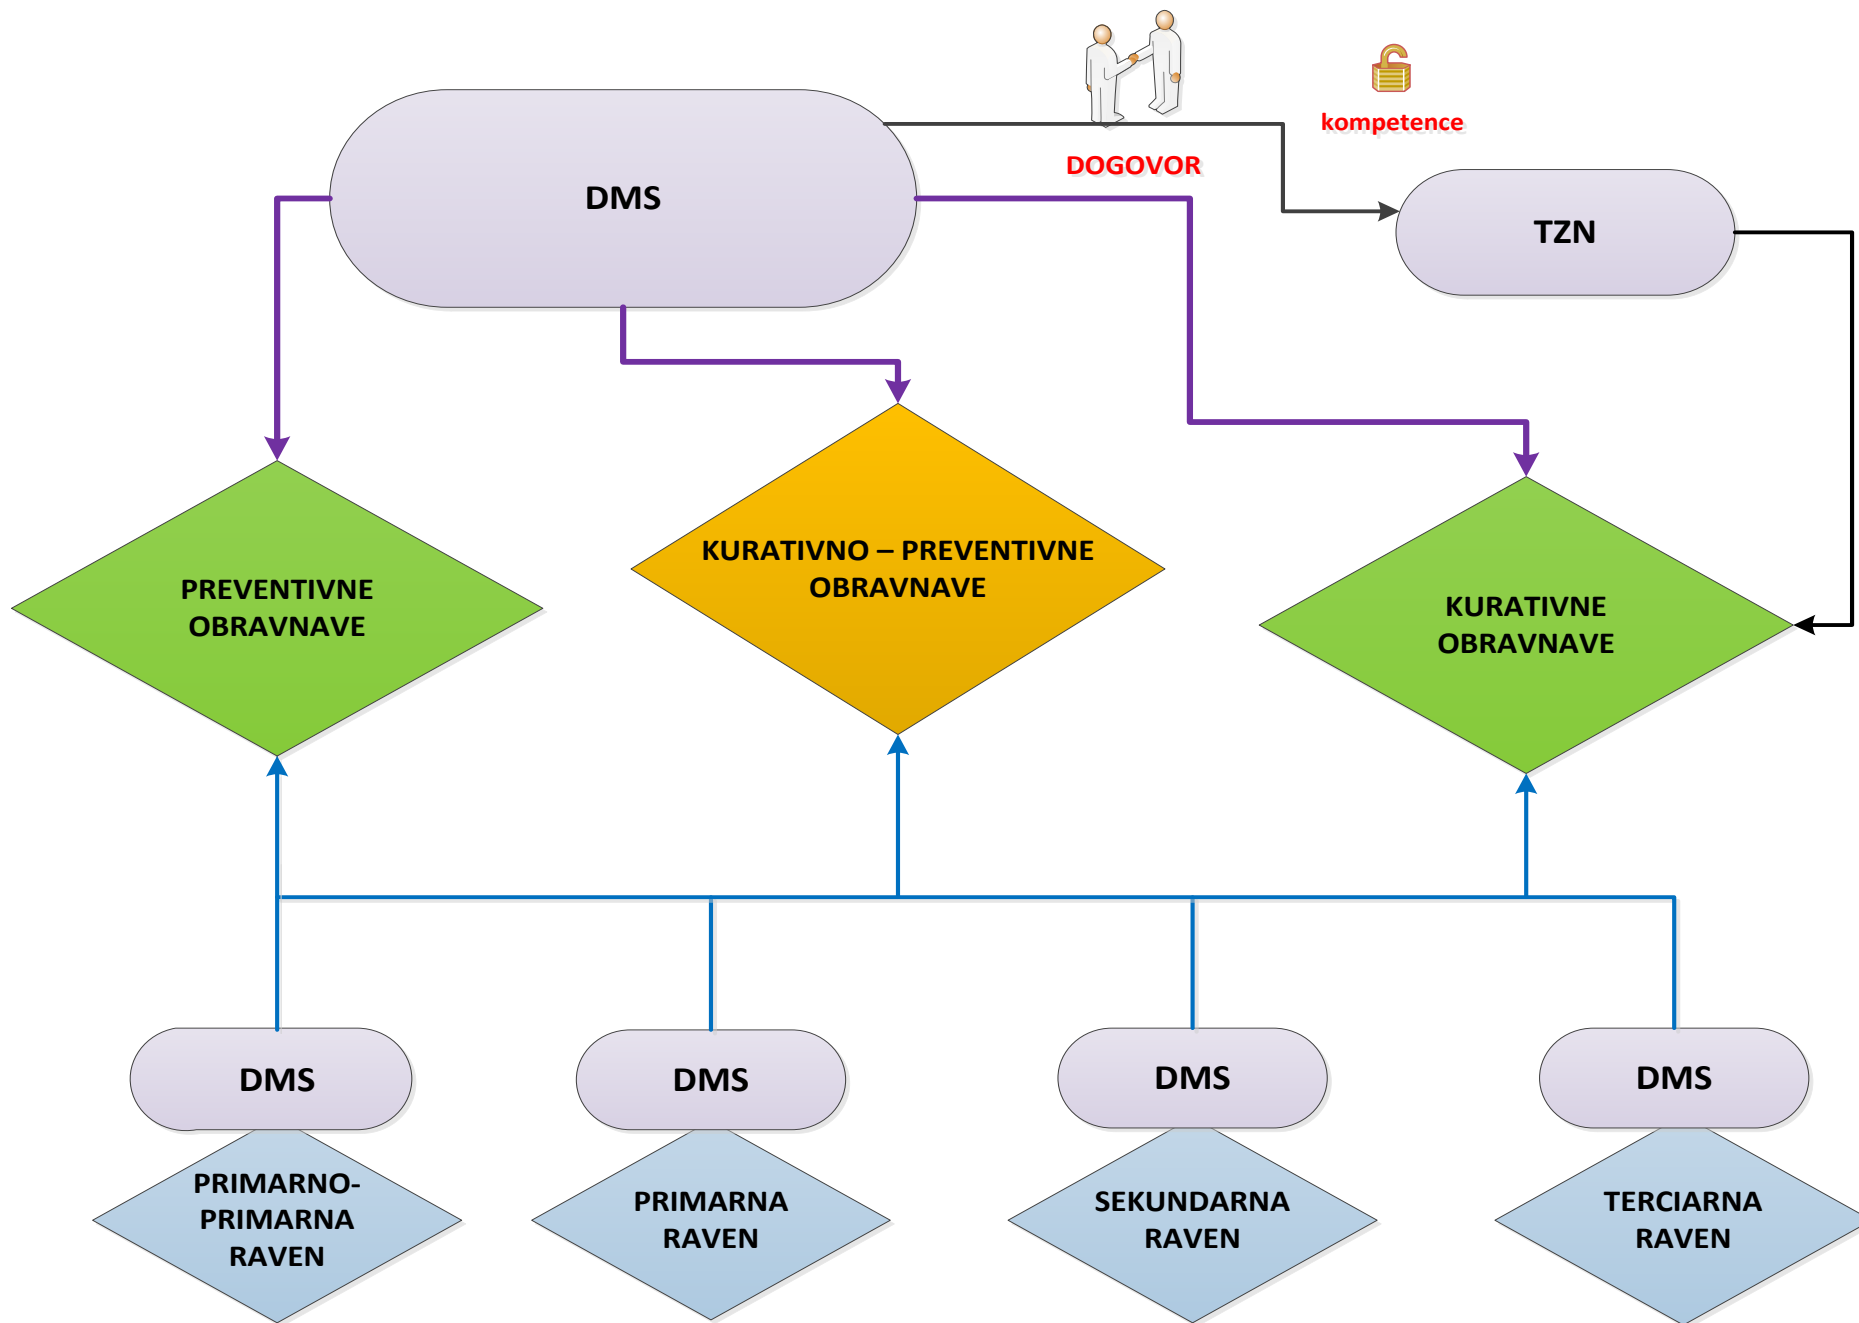 kompetence
DOGOVOR
DMS
TZN
KURATIVNO – PREVENTIVNE
OBRAVNAVE
PREVENTIVNE
OBRAVNAVE
KURATIVNE
OBRAVNAVE
DMS
DMS
DMS
DMS
PRIMARNO-
PRIMARNA
RAVEN
PRIMARNA
RAVEN
SEKUNDARNA
RAVEN
TERCIARNA
RAVEN